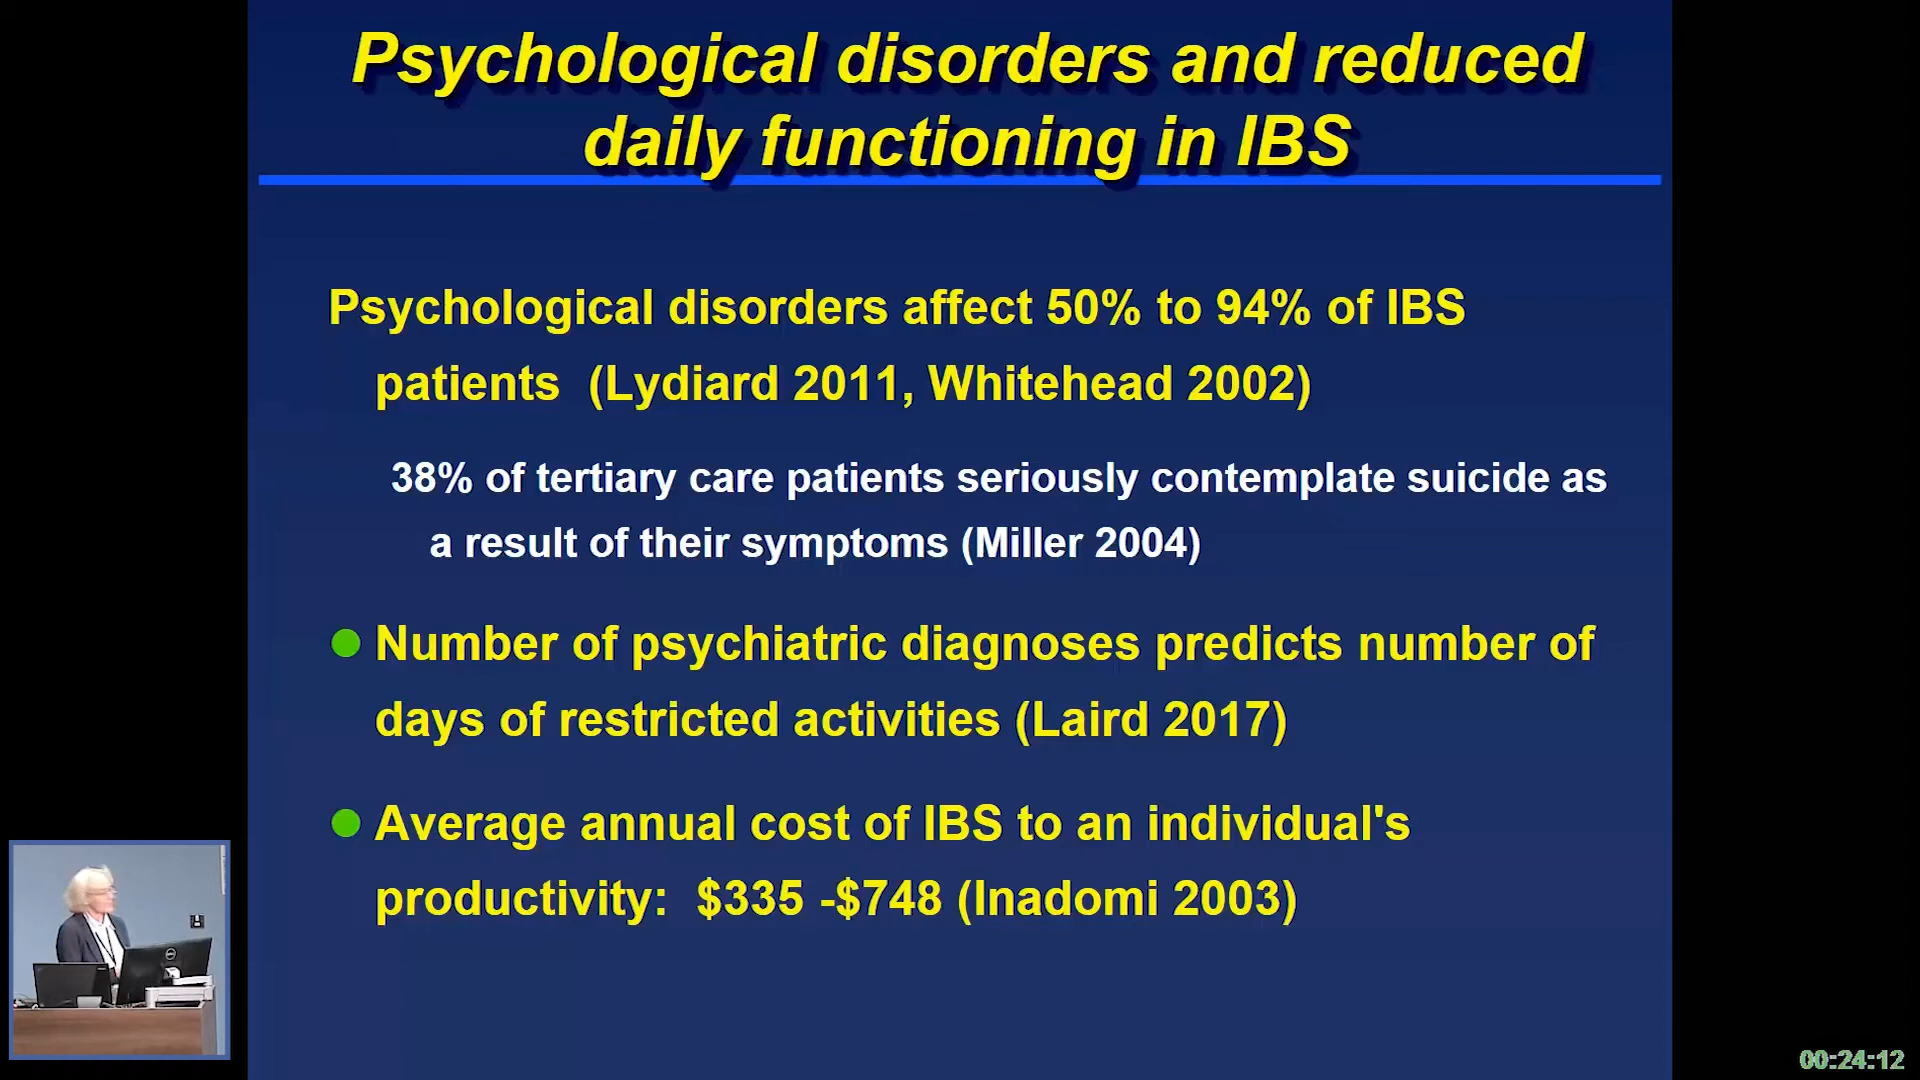 Psychological disorders and reduced
daily functioning in IBS
Psychological disorders affect 50% to 94% of IBS
patients (Lydiard 2011, Whitehead 2002)
38% of tertiary care patients seriously contemplate suicide as
a result of their symptoms (Miller 2004)
Number of psychiatric diagnoses predicts number of
days of restricted activities (Laird 2017)
Average annual cost of IBS to an individual's
productivity: $335 -$748 (Inadomi 2003)
00:24:12